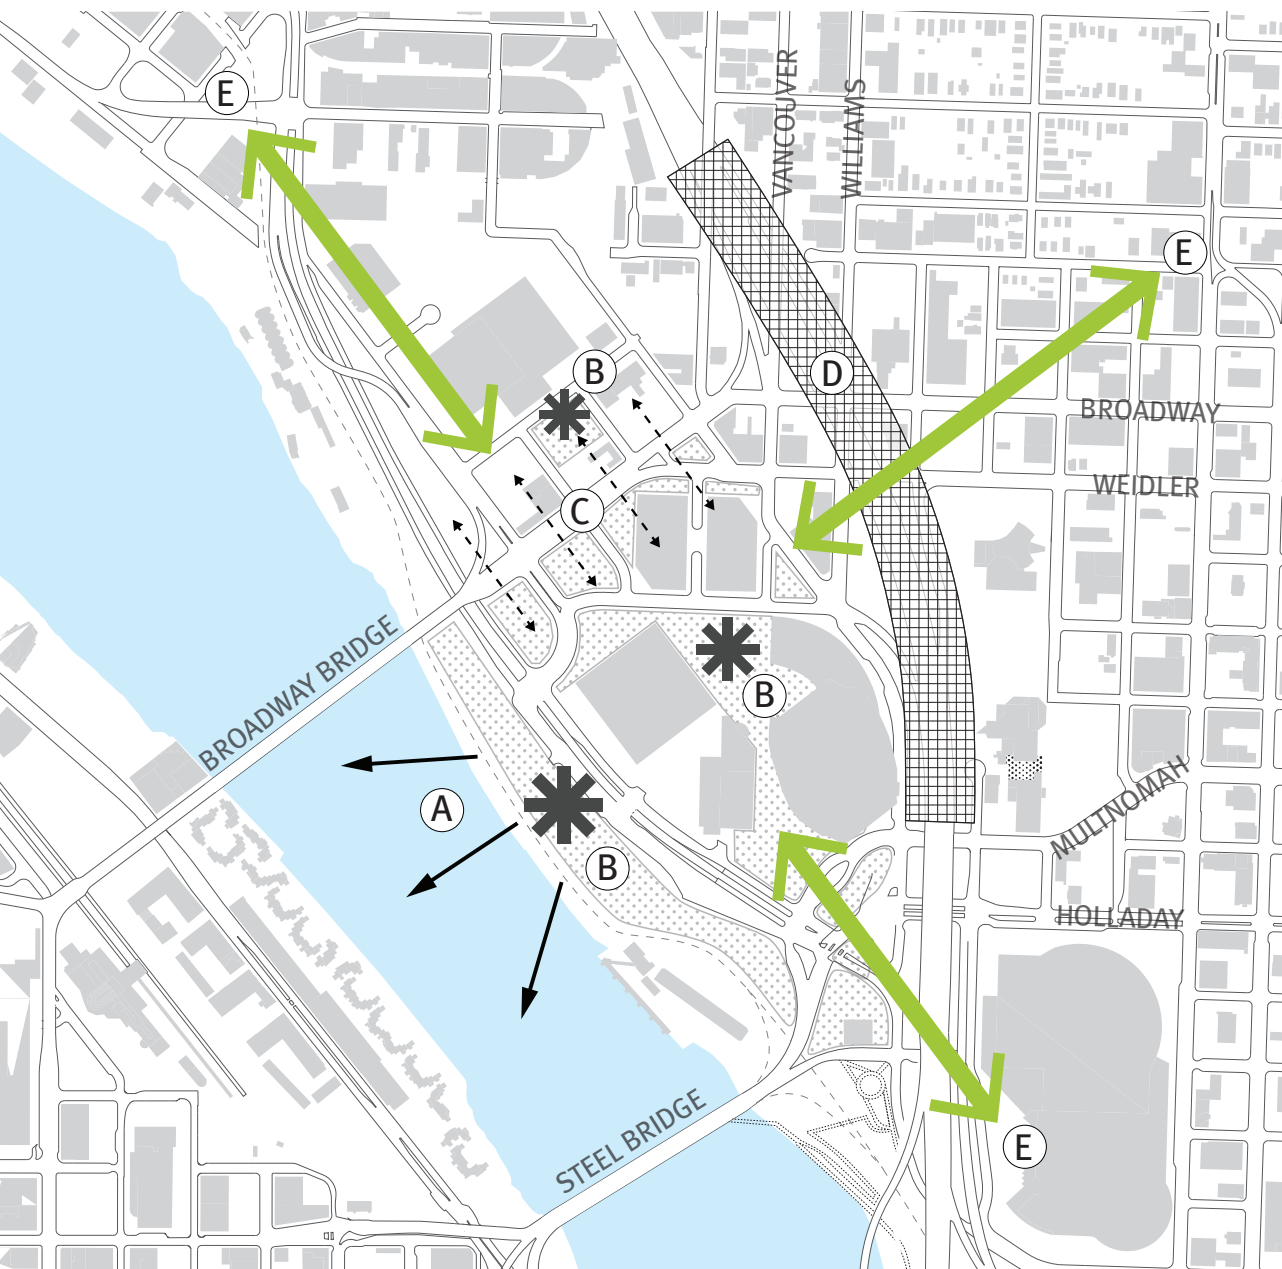 E
VANCOUVER
WILLIAMS
E
B
D
BROADWAY
WEIDLER
C
BROADWAY BRIDGE
B
A
B
MULTNOMAH
HOLLADAY
STEEL BRIDGE
E